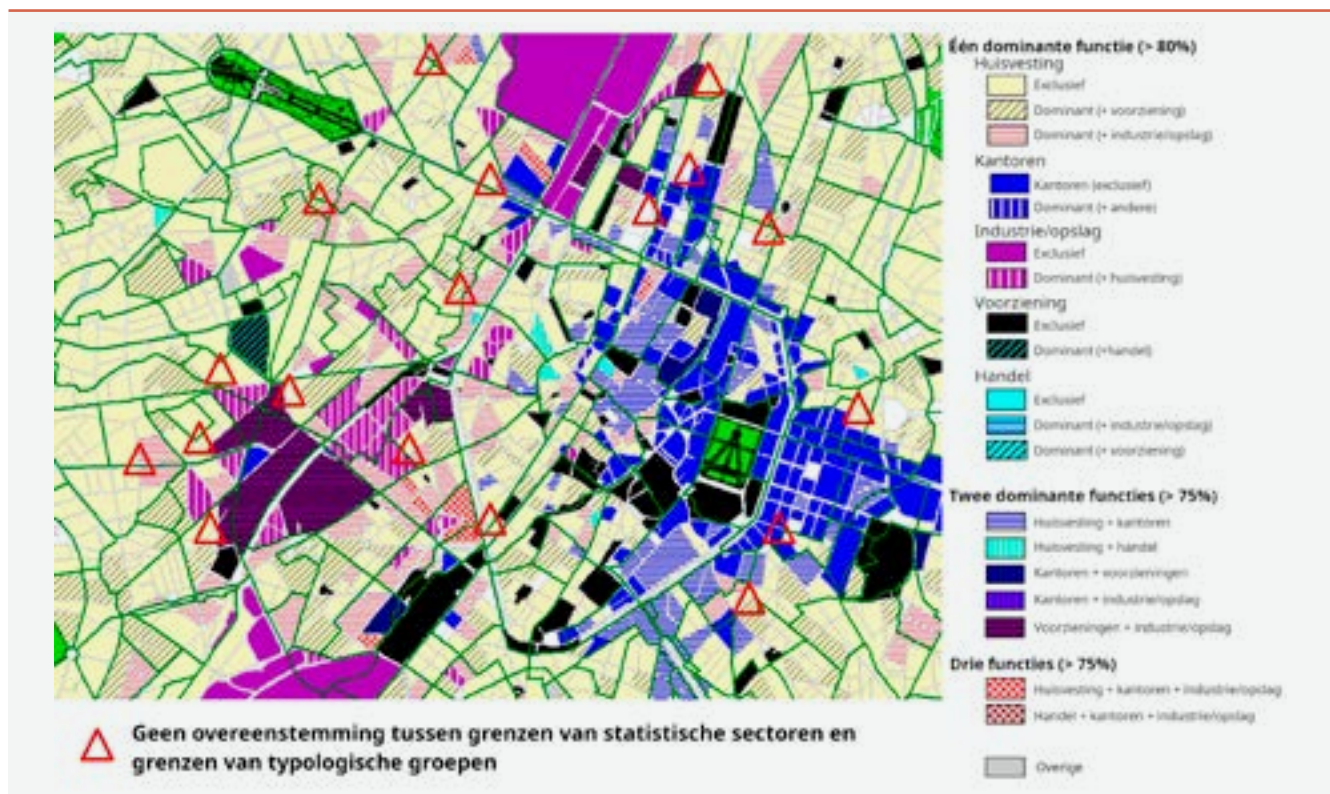 Één dominante functie (> 80%)
Huisvesting
Exclusief
Dominant (+ voorziening)
Dominant (+ industrie/opslag)
Kantoren
Kantoren (exclusief)
Dominant (+ andere)
Industrie/opslag
Exclusief
Dominant (+ huisvesting)
Voorziening
Exclusief
Dominant (+handel)
Handel
Exclusief
Dominant (+ industrie/opslag)
Dominant (+ voorziening)
Twee dominante functies (> 75%)
Huisvesting + kantoren
Huisvesting + handel
Kantoren + voorzieningen
Kantoren + industrie/opslag
Voorzieningen + industrie/opslag
Drie functies (> 75%)
Huisvesting + kantoren + industrie/opslag
Handel + kantoren + industrie/opslag
Overige
Geen overeenstemming tussen grenzen van statistische sectoren en
grenzen van typologische groepen